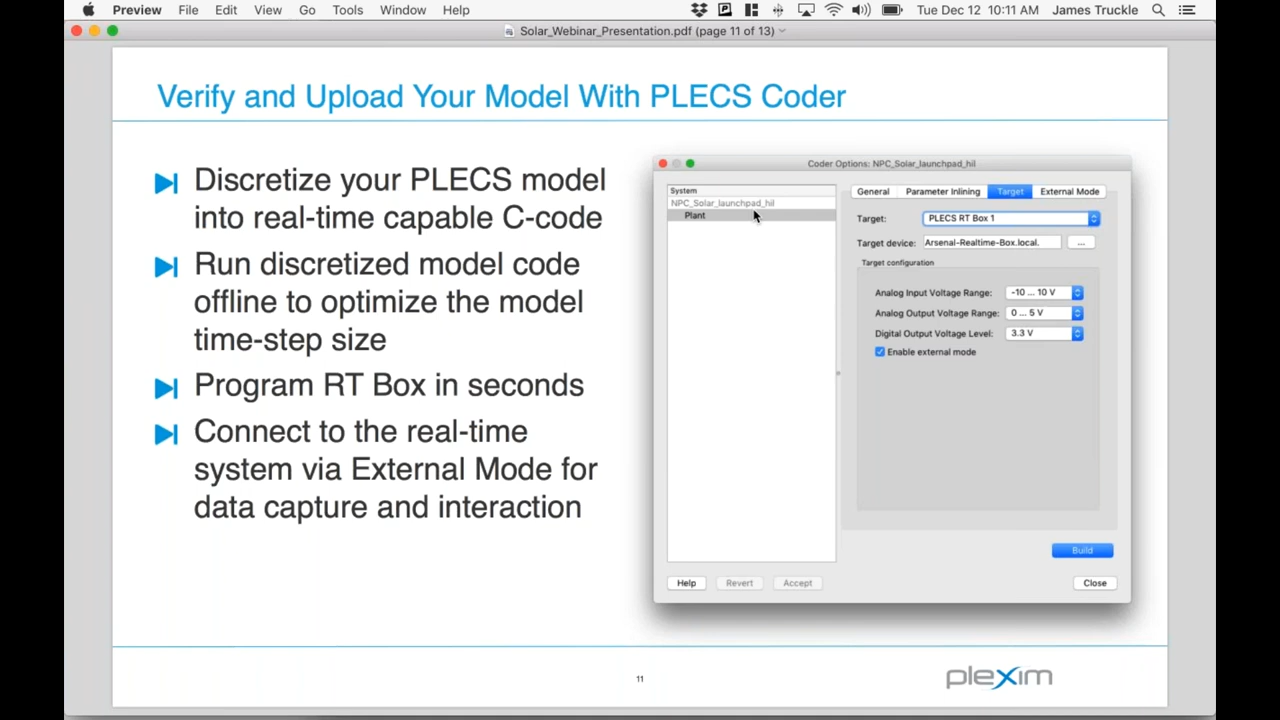 Preview File Edit View Go Tools Window Help Tue Dec 12 10:11 AM James Truckle
Solar_Webinar_Presentation.pdf (page 11 of 13)
Verify and Upload Your Model With PLECS Coder
Discretize your PLECS model
into real-time capable C-code
Run discretized model code
offline to optimize the model
time-step size
Program RT Box in seconds
Connect to the real-time
system via External Mode for
data capture and interaction
Coder Options: NPC_Solar_launchpad_hil
System
NPC_Solar_launchpad_hil
Plant
General Parameter Inlining Target External Mode
Target: PLECS RT Box 1
Target device: Arsenal-Realtime-Box.local. ...
Target configuration
Analog Input Voltage Range: -10 ... 10 V
Analog Output Voltage Range: 0 ... 5 V
Digital Output Voltage Level: 3.3 V
Enable external mode
Build
Help Revert Accept Close
11
plexim